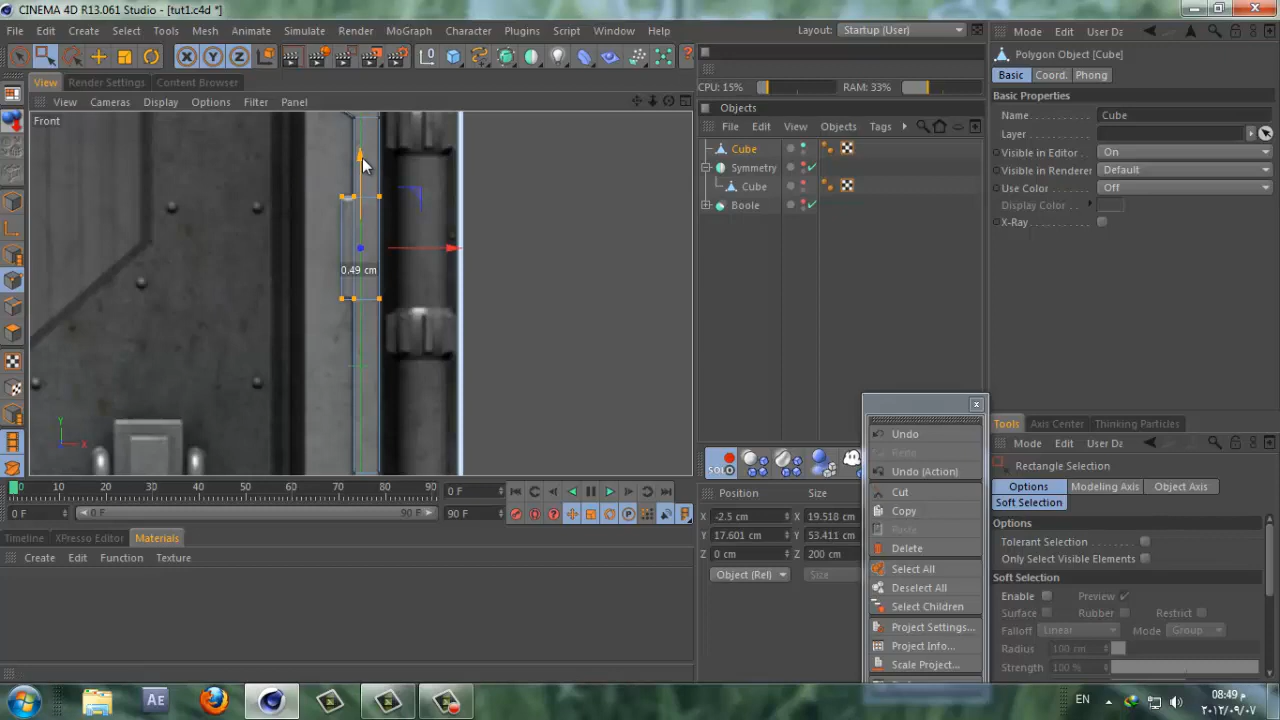 CINEMA 4D R13.061 Studio - [tut1.c4d *]
File Edit Create Select Tools Mesh Animate Simulate Render MoGraph Character Plugins Script Window Help Layout: Startup (User)
View Render Settings Content Browser
View Cameras Display Options Filter Panel
Front
0.49 cm
Y
X
0 10 20 30 40 50 60 70 80 90
0 F
0 F 0 F 90 F 90 F
Timeline XPresso Editor Materials
Create Edit Function Texture
CPU: 15% RAM: 33%
Objects
File Edit View Objects Tags
Cube
Symmetry
Cube
Boole
Position Size
X -2.5 cm X 19.518 cm
Y 17.601 cm Y 53.411 cm
Z 0 cm Z 200 cm
Object (Rel) Size
Undo
Redo
Undo (Action)
Cut
Copy
Paste
Delete
Select All
Deselect All
Select Children
Project Settings...
Project Info...
Scale Project...
Mode Edit User Da
Polygon Object [Cube]
Basic Coord. Phong
Basic Properties
Name Cube
Layer
Visible in Editor On
Visible in Renderer Default
Use Color Off
Display Color
X-Ray
Tools Axis Center Thinking Particles
Mode Edit User Da
Rectangle Selection
Options Modeling Axis Object Axis
Soft Selection
Options
Tolerant Selection
Only Select Visible Elements
Soft Selection
Enable Preview
Surface Rubber Restrict
Falloff Linear Mode Group
Radius 100 cm
Strength 100 %
Ae
EN
08:49 م
٢٠١٢/٠٩/٠٧